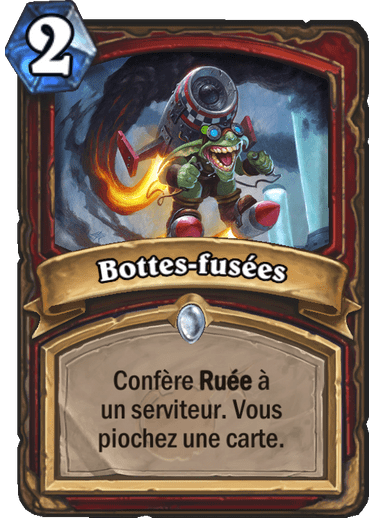 2
Bottes-fusées
Confère Ruée à
un serviteur. Vous
piochez une carte.